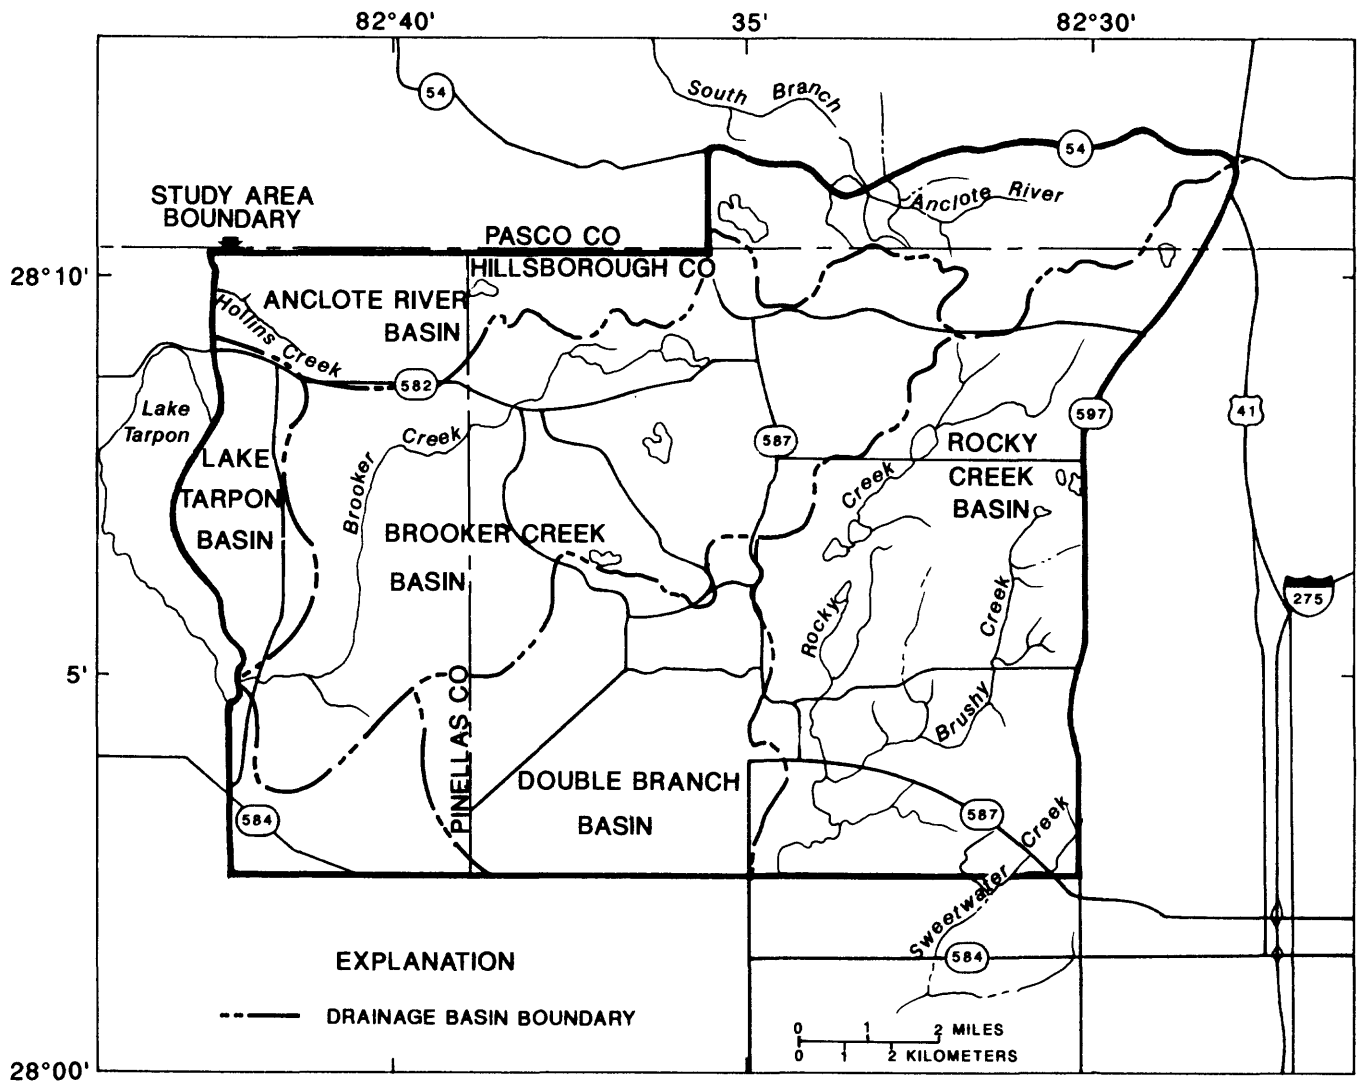 82°40'
35'
82°30'
54
South Branch
54
STUDY AREA
BOUNDARY
Anclote River
PASCO CO
28°10'
HILLSBOROUGH CO
ANCLOTE RIVER
BASIN
Hollins Creek
582
Lake
Tarpon
Creek
597
41
587
ROCKY
CREEK
BASIN
LAKE
TARPON
BASIN
Brooker
Creek
BROOKER CREEK
BASIN
275
Creek
Rocky
5'
PINELLAS CO
Brushy
DOUBLE BRANCH
BASIN
584
587
Creek
Sweetwater
584
EXPLANATION
DRAINAGE BASIN BOUNDARY
0 1 2 MILES
0 1 2 KILOMETERS
28°00'